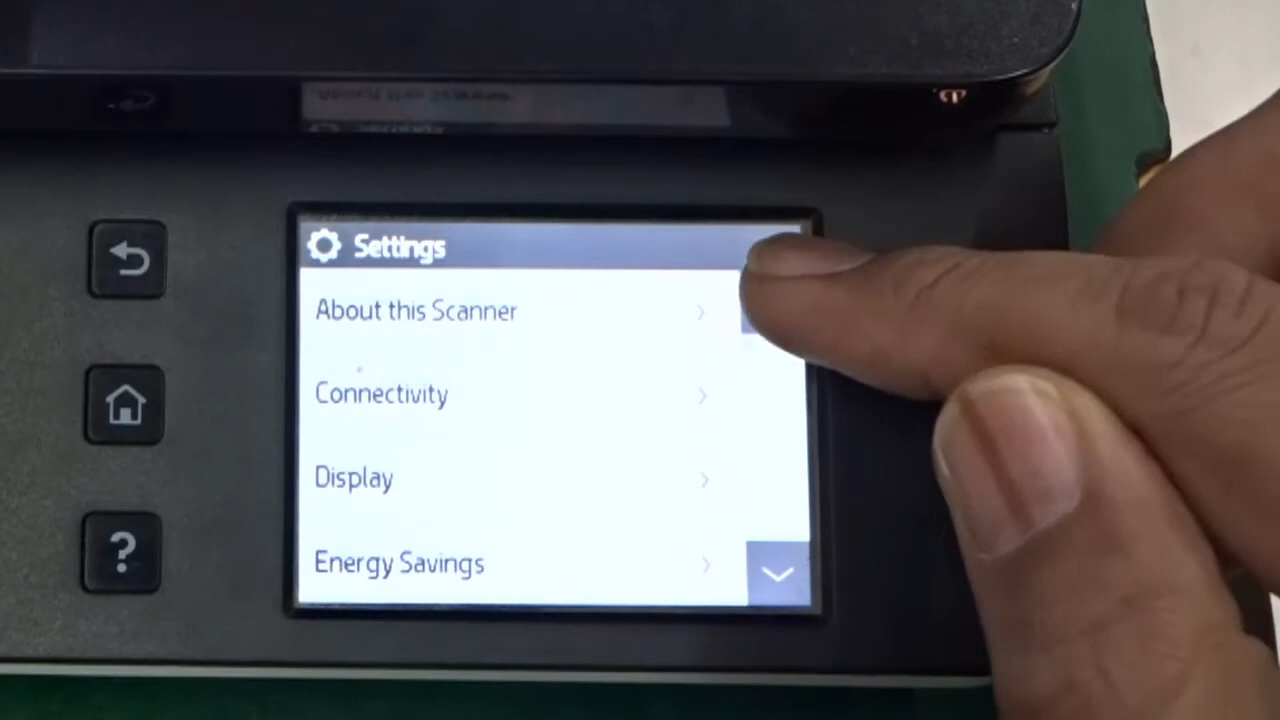 Settings
About this Scanner
Connectivity
Display
Energy Savings
?